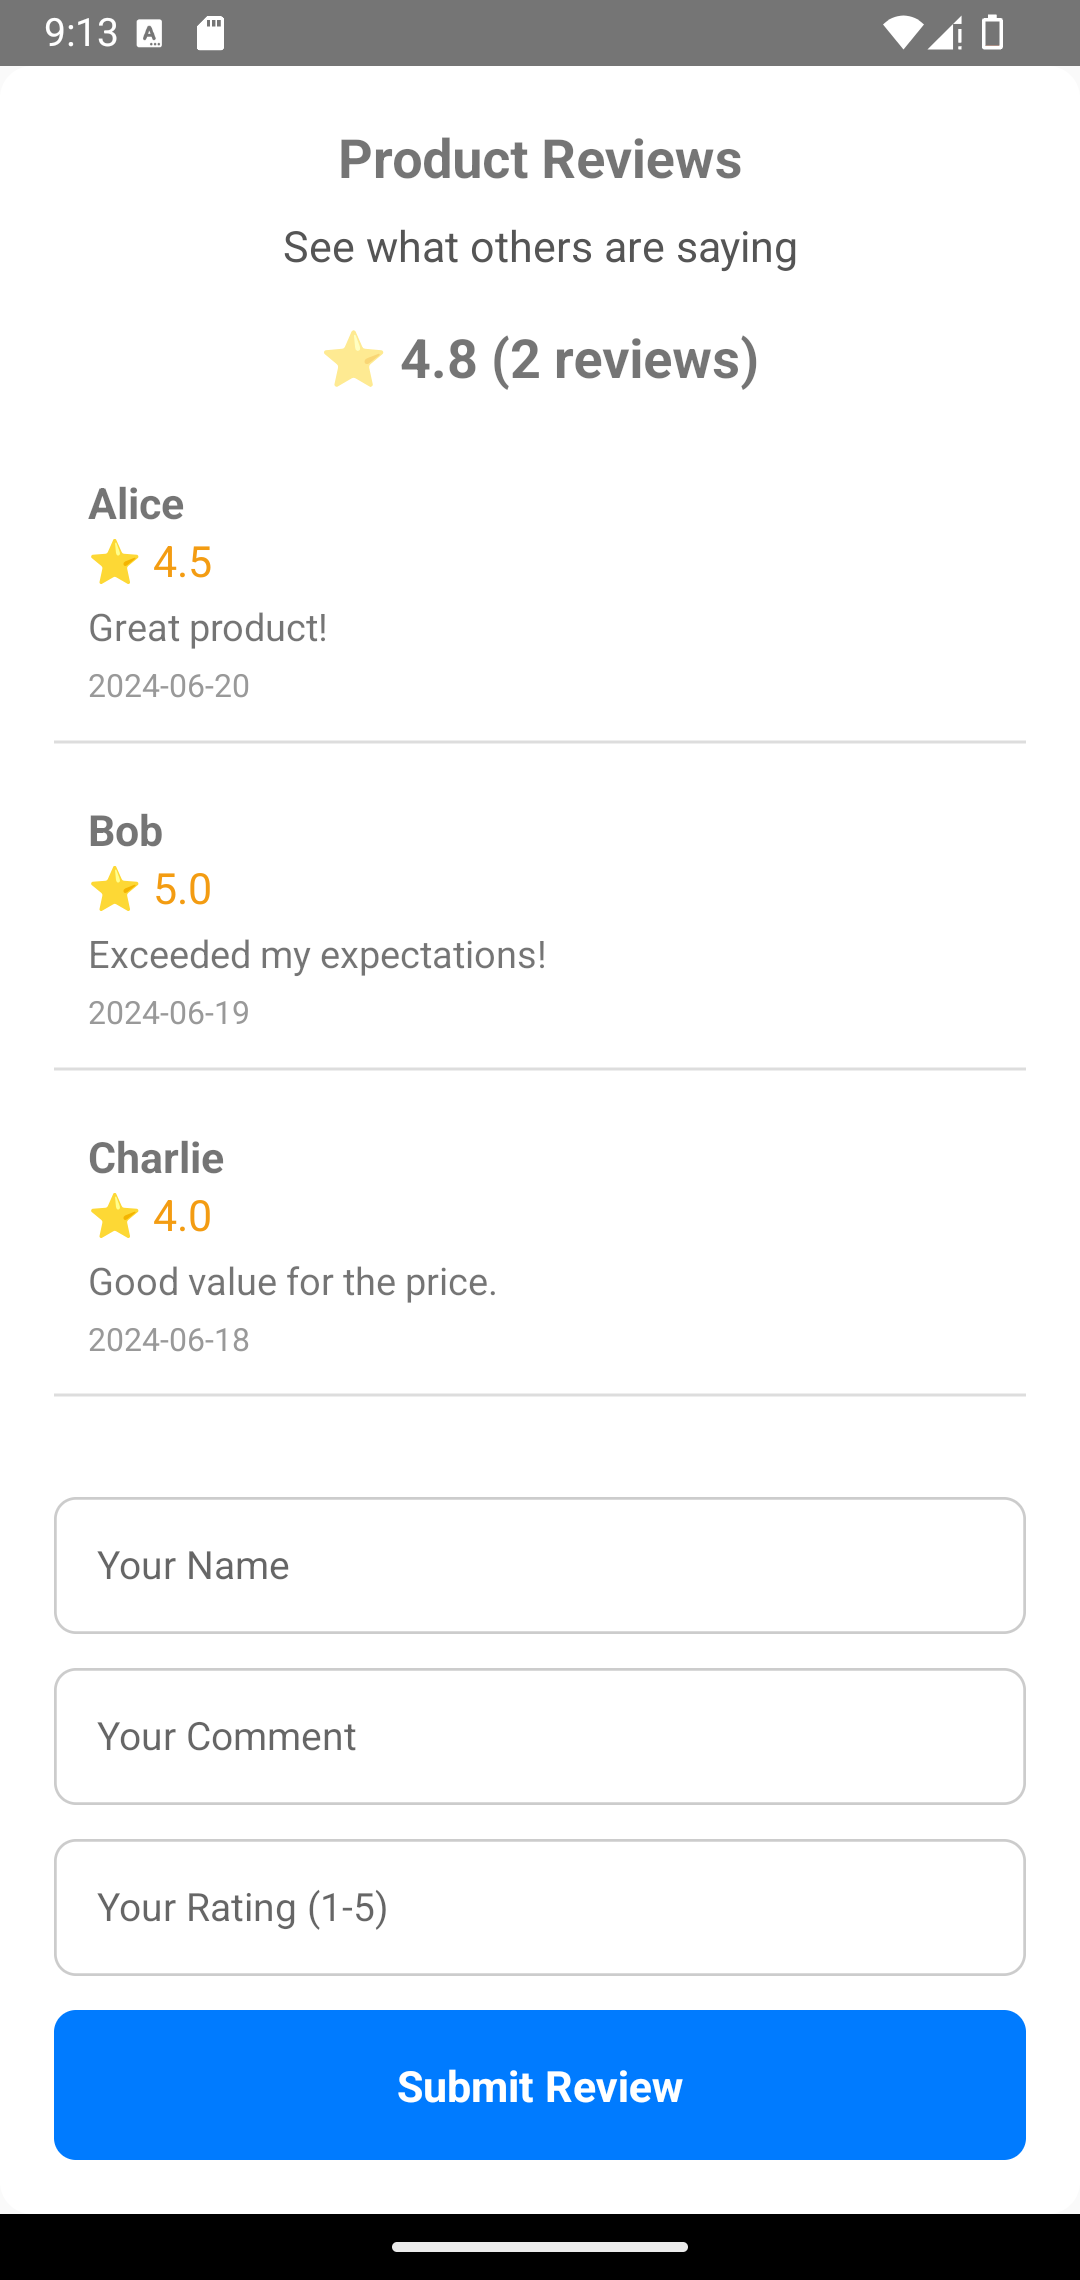 9:13
Product Reviews
See what others are saying
⭐ 4.8 (2 reviews)
Alice
⭐ 4.5
Great product!
2024-06-20
Bob
⭐ 5.0
Exceeded my expectations!
2024-06-19
Charlie
⭐ 4.0
Good value for the price.
2024-06-18
Your Name
Your Comment
Your Rating (1-5)
Submit Review